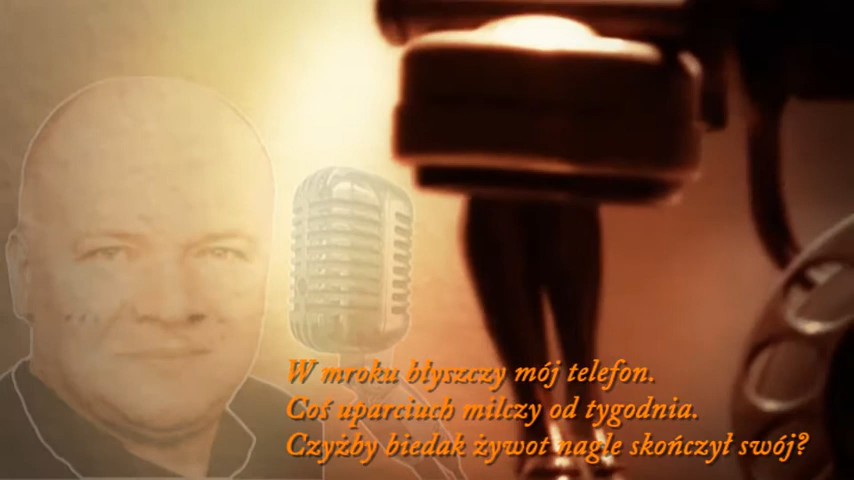 W mroku błyszczy mój telefon.
Coś uparciuch milczy od tygodnia.
Czyżby biedak żywot nagle skończył swój?